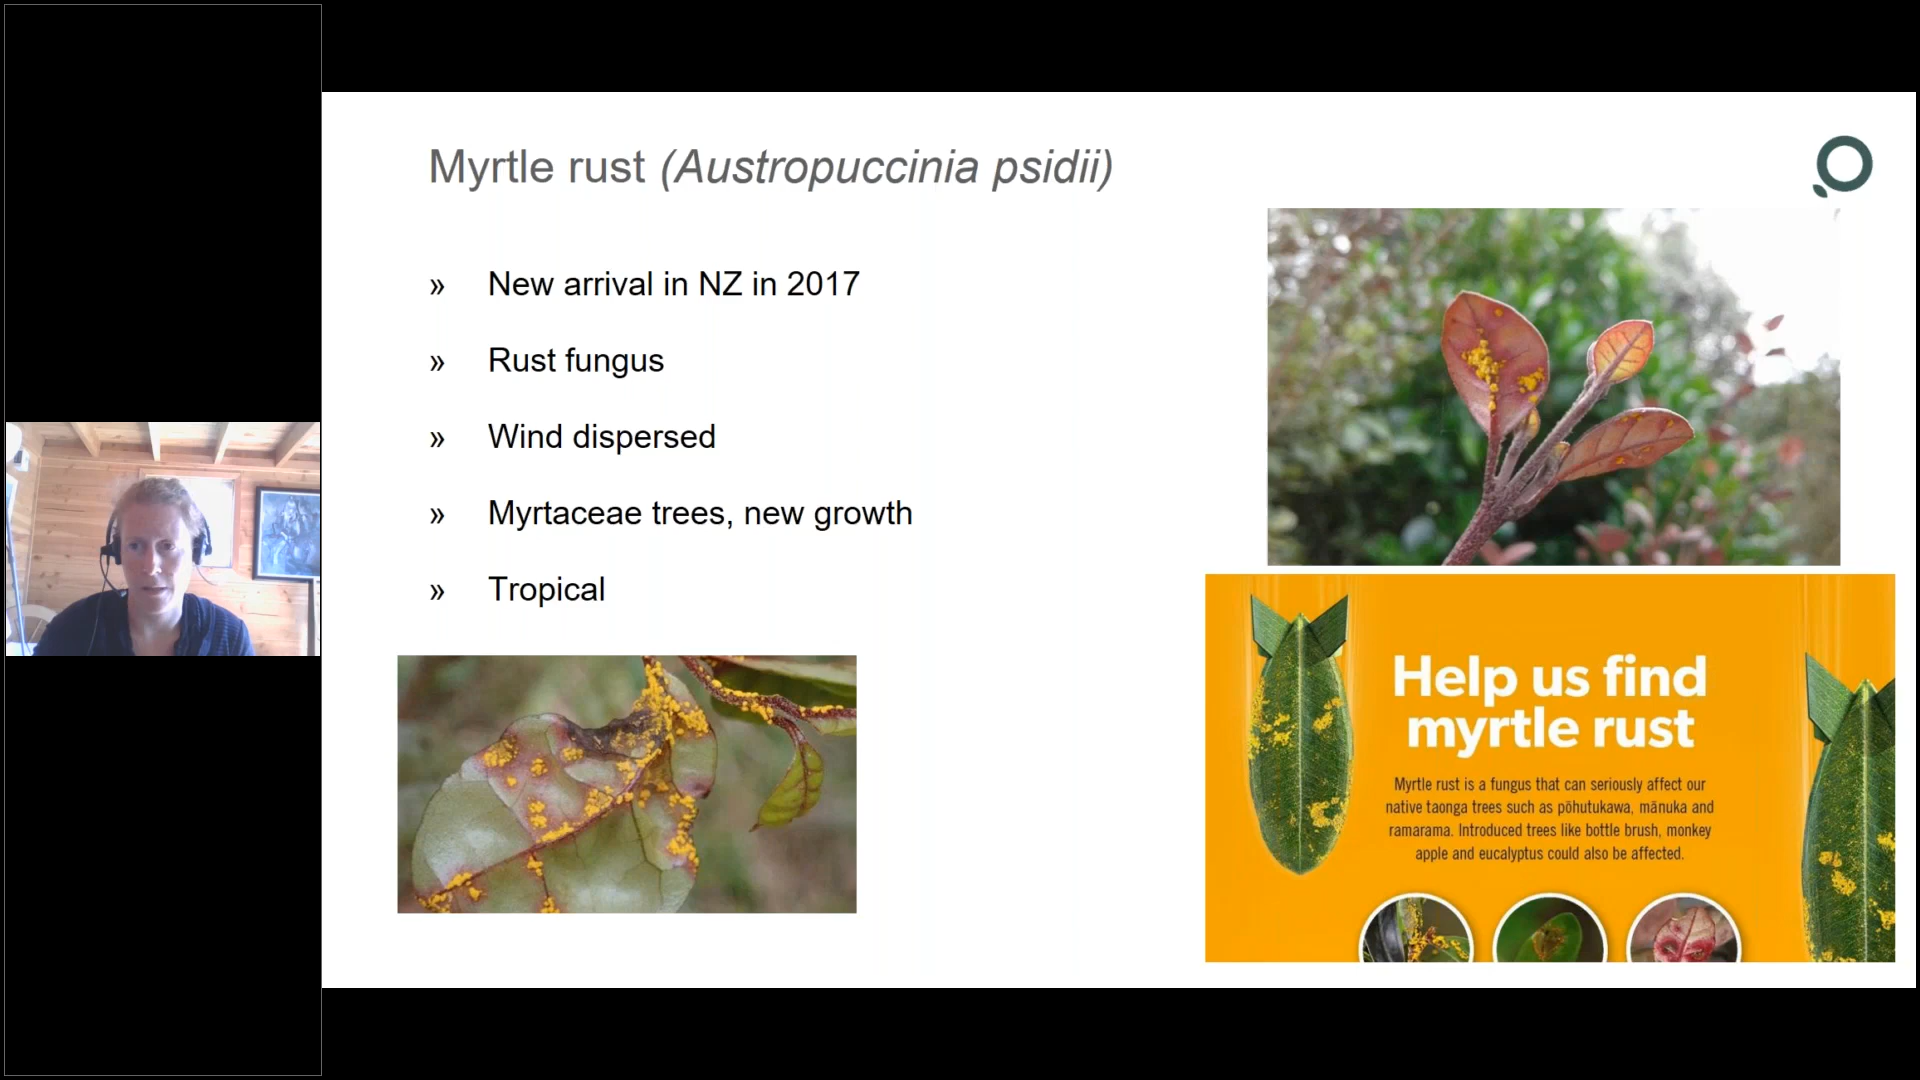 Myrtle rust (Austropuccinia psidii)
» New arrival in NZ in 2017
» Rust fungus
» Wind dispersed
» Myrtaceae trees, new growth
» Tropical
Help us find
myrtle rust
Myrtle rust is a fungus that can seriously affect our
native taonga trees such as pōhutukawa, mānuka and
ramarama. Introduced trees like bottle brush, monkey
apple and eucalyptus could also be affected.